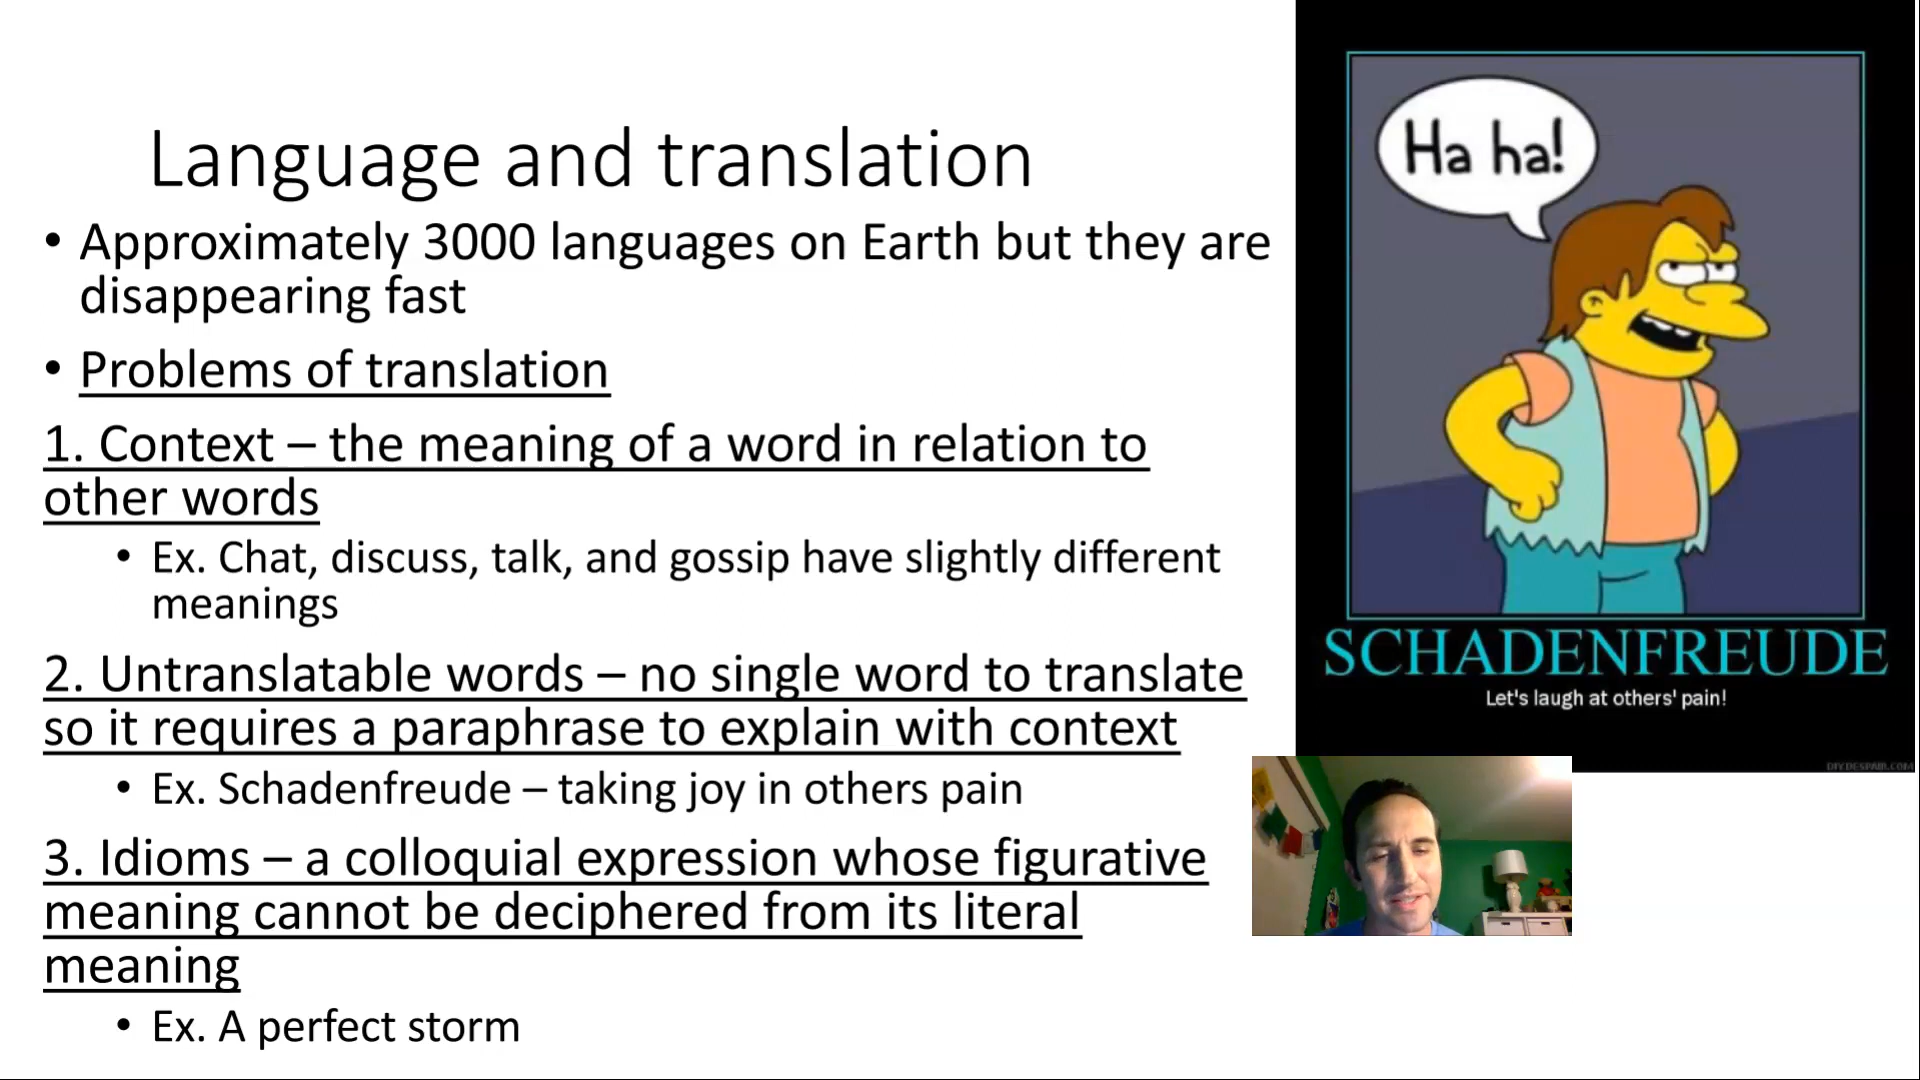 Language and translation
• Approximately 3000 languages on Earth but they are
disappearing fast
• Problems of translation
1. Context – the meaning of a word in relation to
other words
• Ex. Chat, discuss, talk, and gossip have slightly different
meanings
2. Untranslatable words – no single word to translate
so it requires a paraphrase to explain with context
• Ex. Schadenfreude – taking joy in others pain
3. Idioms – a colloquial expression whose figurative
meaning cannot be deciphered from its literal
meaning
• Ex. A perfect storm
Ha ha!
SCHADENFREUDE
Let's laugh at others' pain!
DIY.DESPAIR.COM